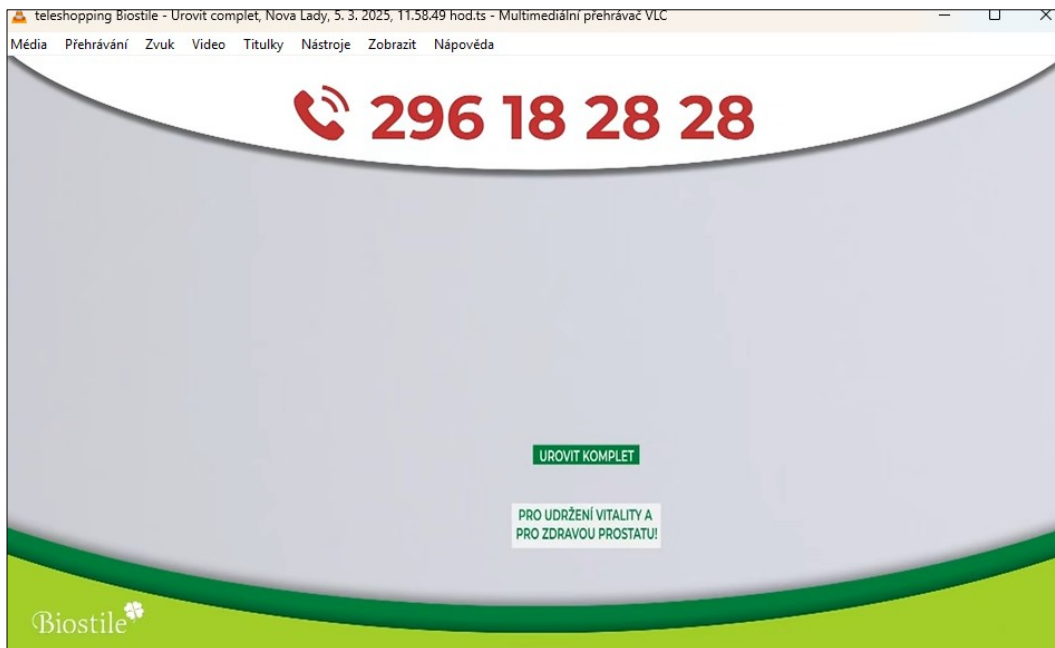 teleshopping Biostile - Urovit complet, Nova Lady, 5. 3. 2025, 11.58.49 hod.ts - Multimediální přehrávač VLC
Média Přehrávání Zvuk Video Titulky Nástroje Zobrazit Nápověda
296 18 28 28
UROVIT KOMPLET
PRO UDRŽENÍ VITALITY A
PRO ZDRAVOU PROSTATU!
Biostile